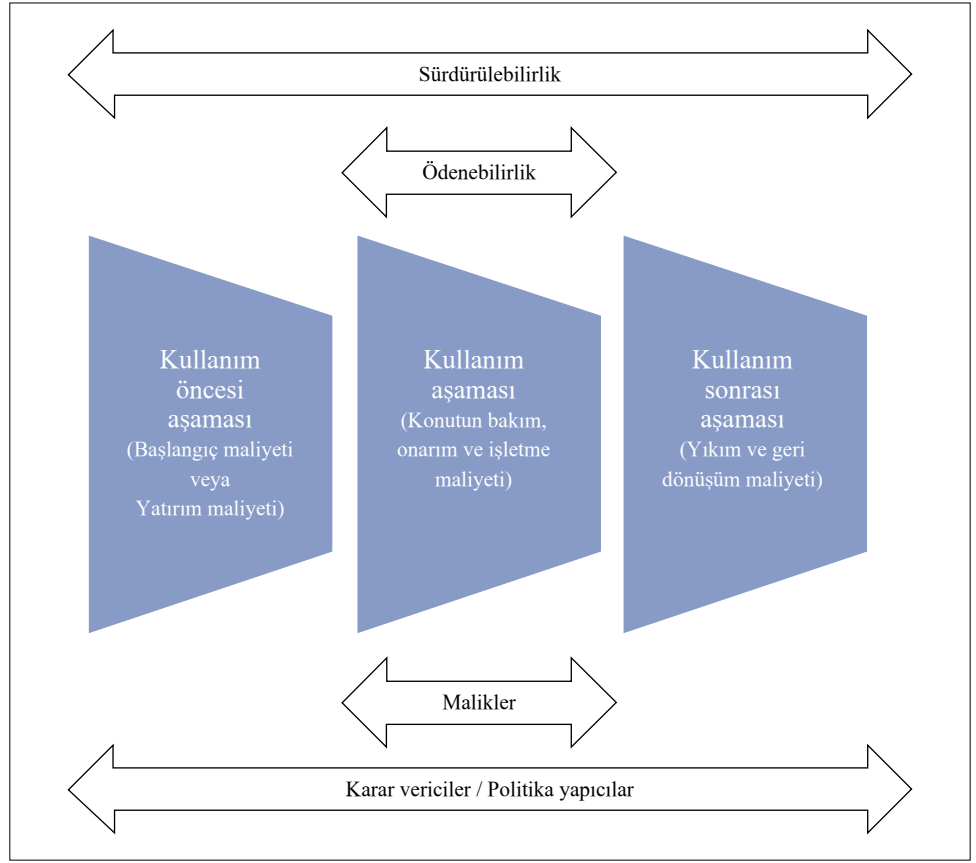 Sürdürülebilirlik
Ödenebilirlik
Kullanım
öncesi
aşaması
(Başlangıç maliyeti
veya
Yatırım maliyeti)
Kullanım
aşaması
(Konutun bakım,
onarım ve işletme
maliyeti)
Kullanım
sonrası
aşaması
(Yıkım ve geri
dönüşüm maliyeti)
Malikler
Karar vericiler / Politika yapıcılar